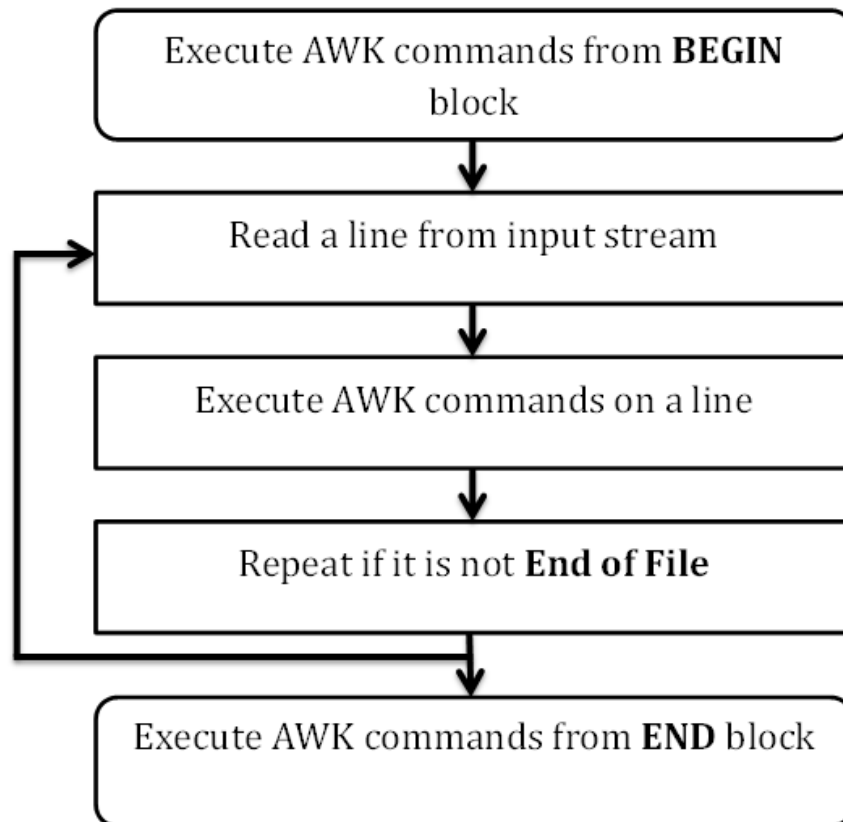 Execute AWK commands from BEGIN
block
Read a line from input stream
Execute AWK commands on a line
Repeat if it is not End of File
Execute AWK commands from END block